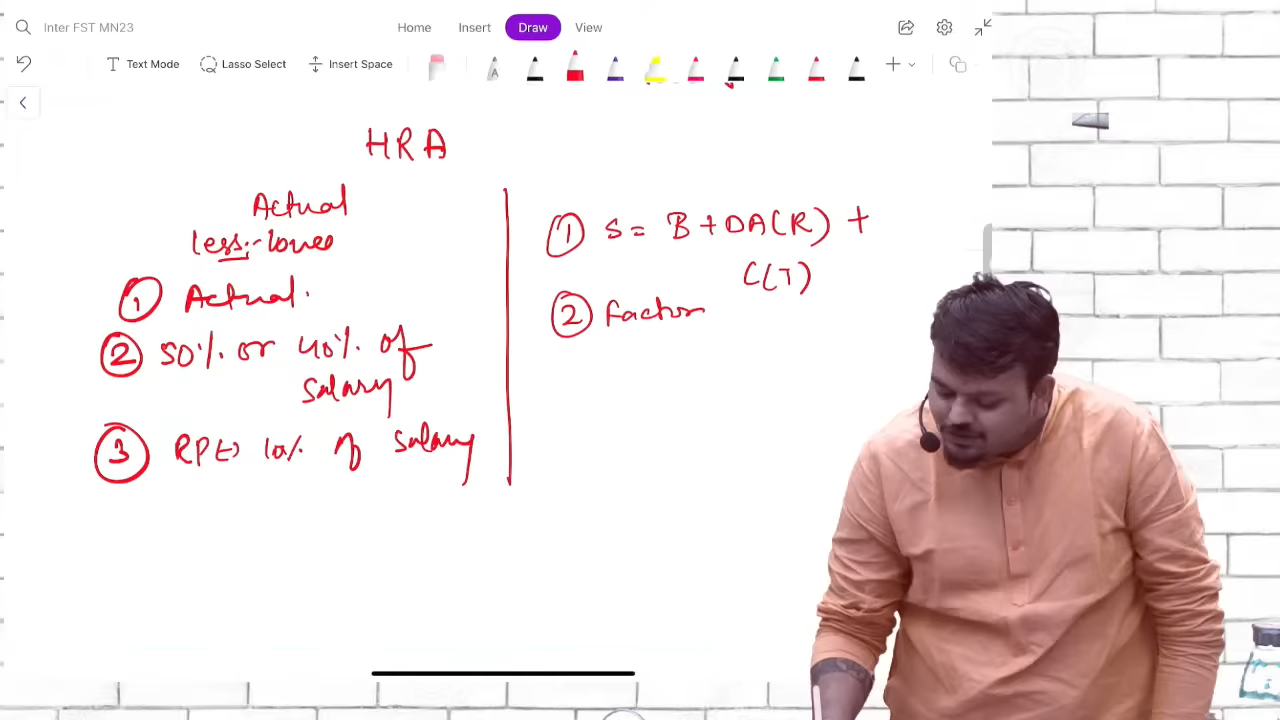 Inter FST MN23
Home Insert Draw View
Text Mode Lasso Select Insert Space
HRA
Actual
less:- lower
① Actual.
② 50% or 40% of
salary
③ RP(-) 10% of salary
① S = B + DA(R) +
C(T)
② Factor